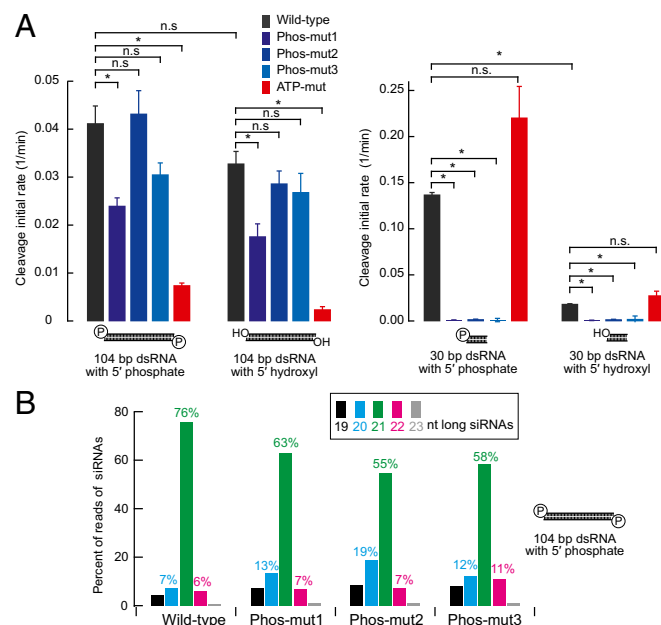 A
Wild-type
Phos-mut1
Phos-mut2
Phos-mut3
ATP-mut
n.s
*
n.s
n.s
*
*
n.s
n.s
*
Cleavage initial rate (1/min)
0.05
0.04
0.03
0.02
0.01
0
P
P
104 bp dsRNA
with 5′ phosphate
HO
OH
104 bp dsRNA
with 5′ hydroxyl
*
n.s.
*
*
*
n.s.
*
*
*
Cleavage initial rate (1/min)
0.25
0.20
0.15
0.10
0.05
0.00
P
30 bp dsRNA
with 5′ phosphate
HO
30 bp dsRNA
with 5′ hydroxyl
B
Percent of reads of siRNAs
80
60
40
20
0
19 20 21 22 23 nt long siRNAs
7% 76% 6%
13% 63% 7%
19% 55% 7%
12% 58% 11%
Wild-type Phos-mut1 Phos-mut2 Phos-mut3
P
P
104 bp dsRNA
with 5′ phosphate